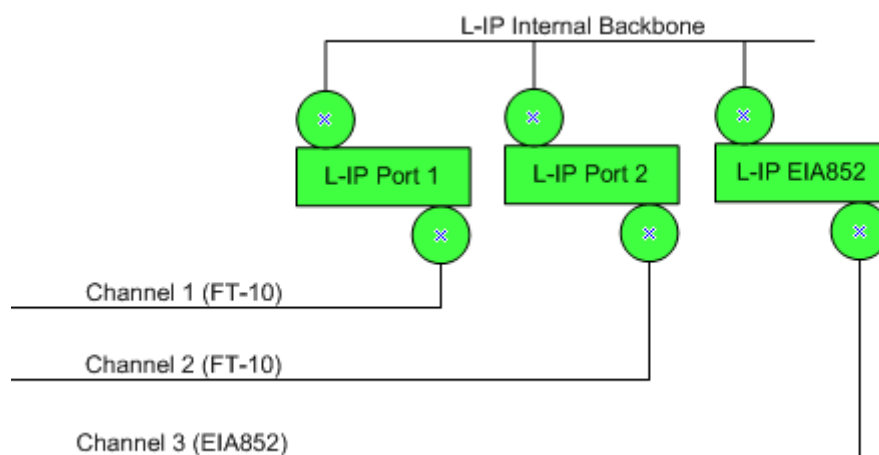 L-IP Internal Backbone
L-IP Port 1
L-IP Port 2
L-IP EIA852
Channel 1 (FT-10)
Channel 2 (FT-10)
Channel 3 (EIA852)